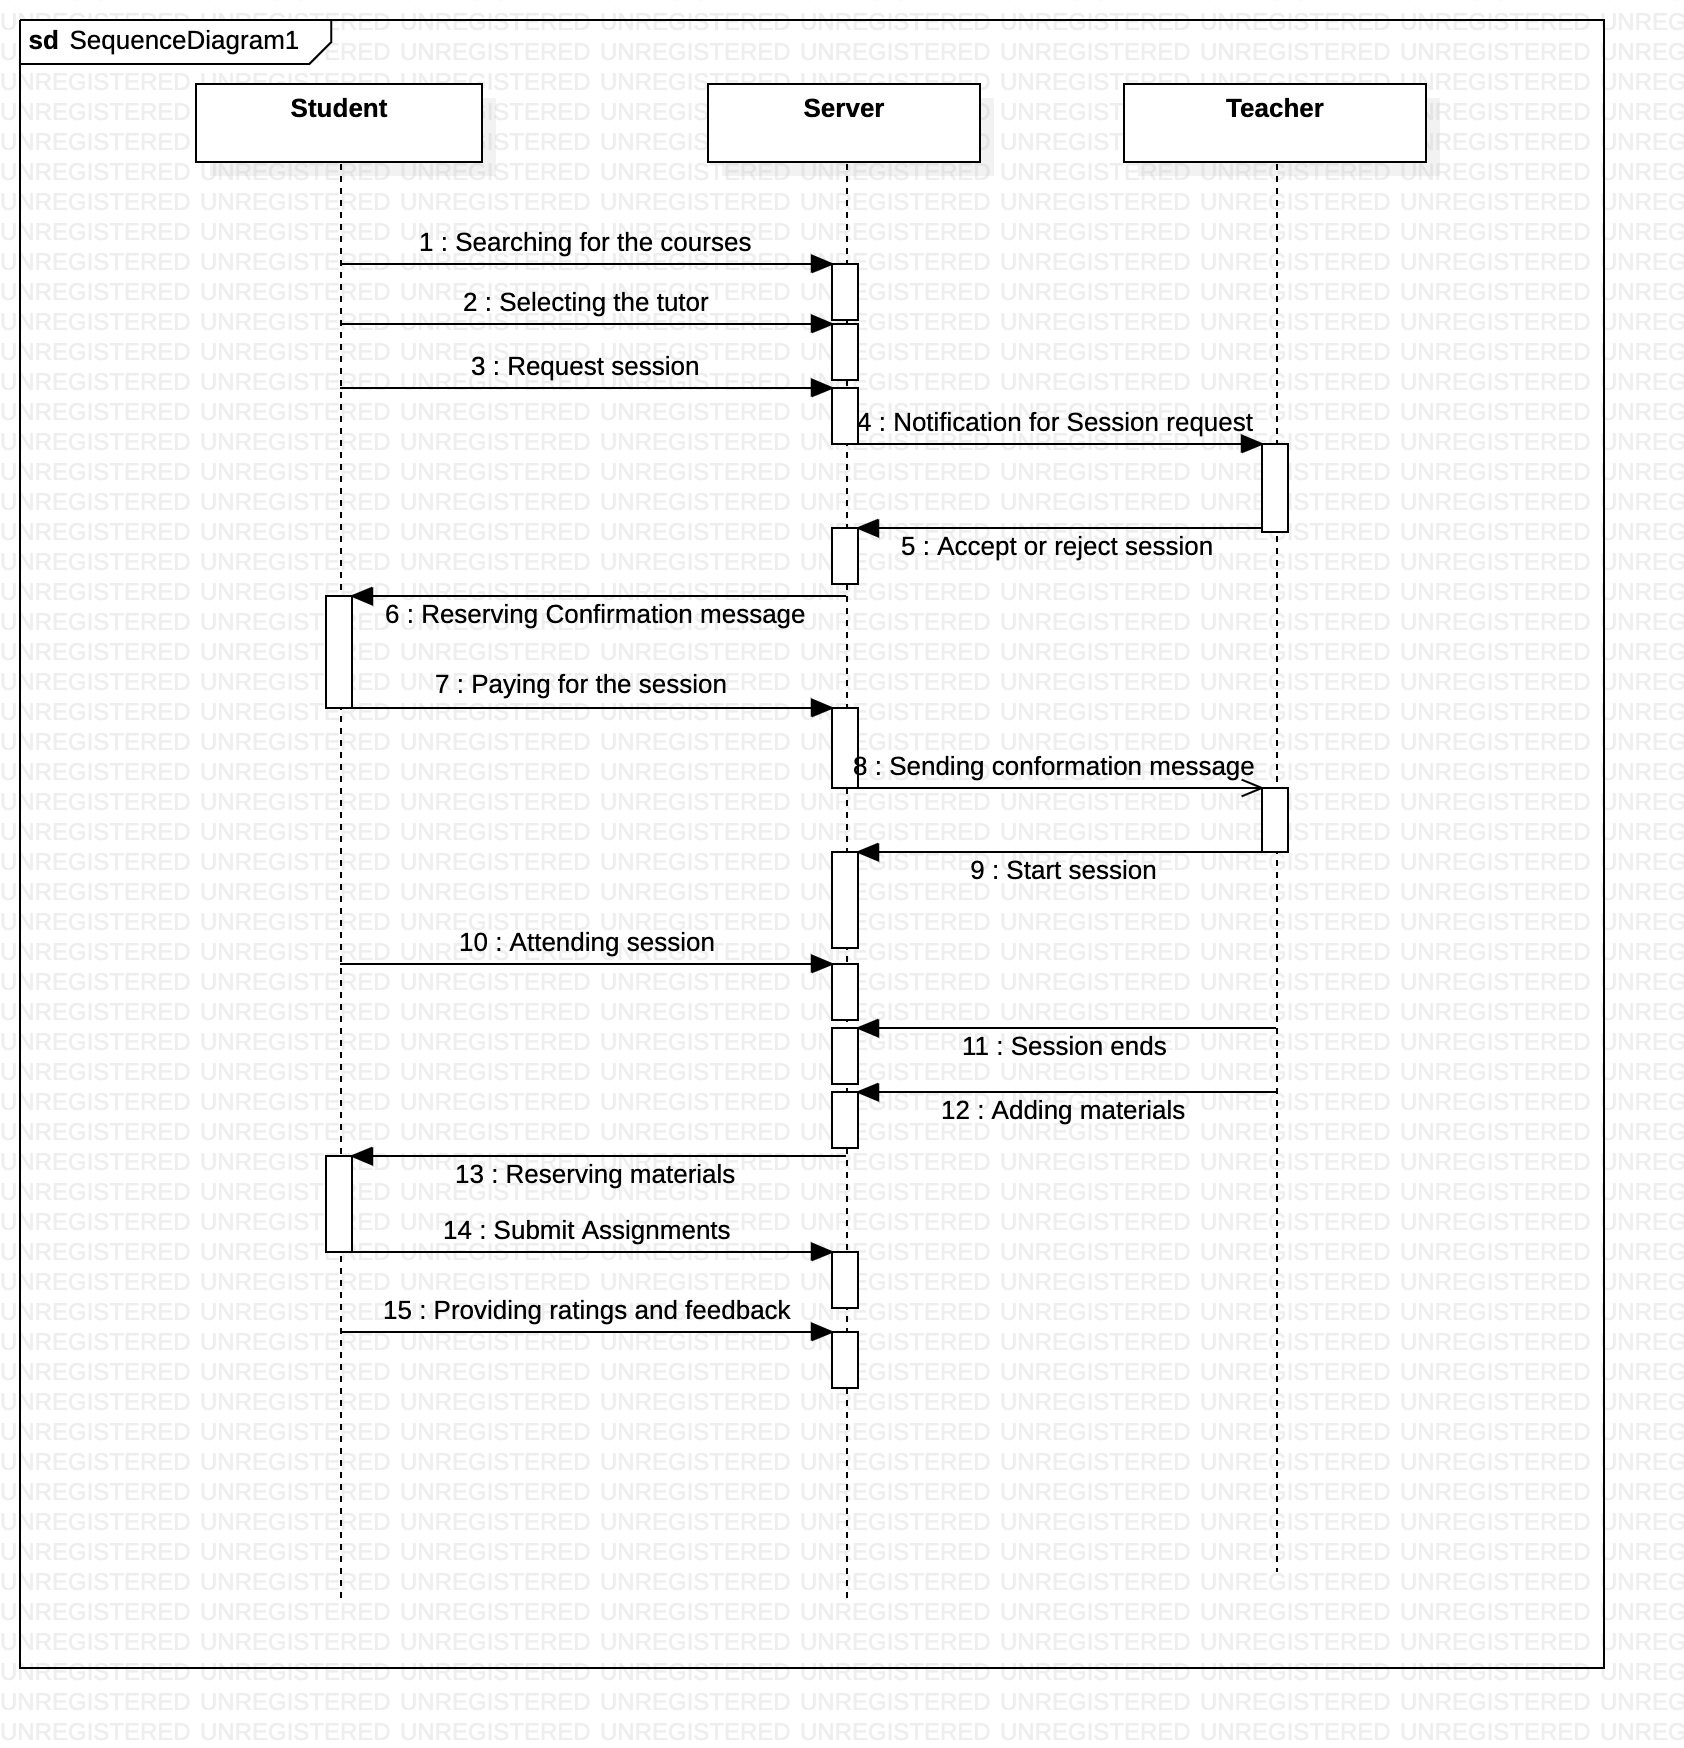 sd SequenceDiagram1
Student
Server
Teacher
1 : Searching for the courses
2 : Selecting the tutor
3 : Request session
4 : Notification for Session request
5 : Accept or reject session
6 : Reserving Confirmation message
7 : Paying for the session
8 : Sending conformation message
9 : Start session
10 : Attending session
11 : Session ends
12 : Adding materials
13 : Reserving materials
14 : Submit Assignments
15 : Providing ratings and feedback
UNREGISTERED